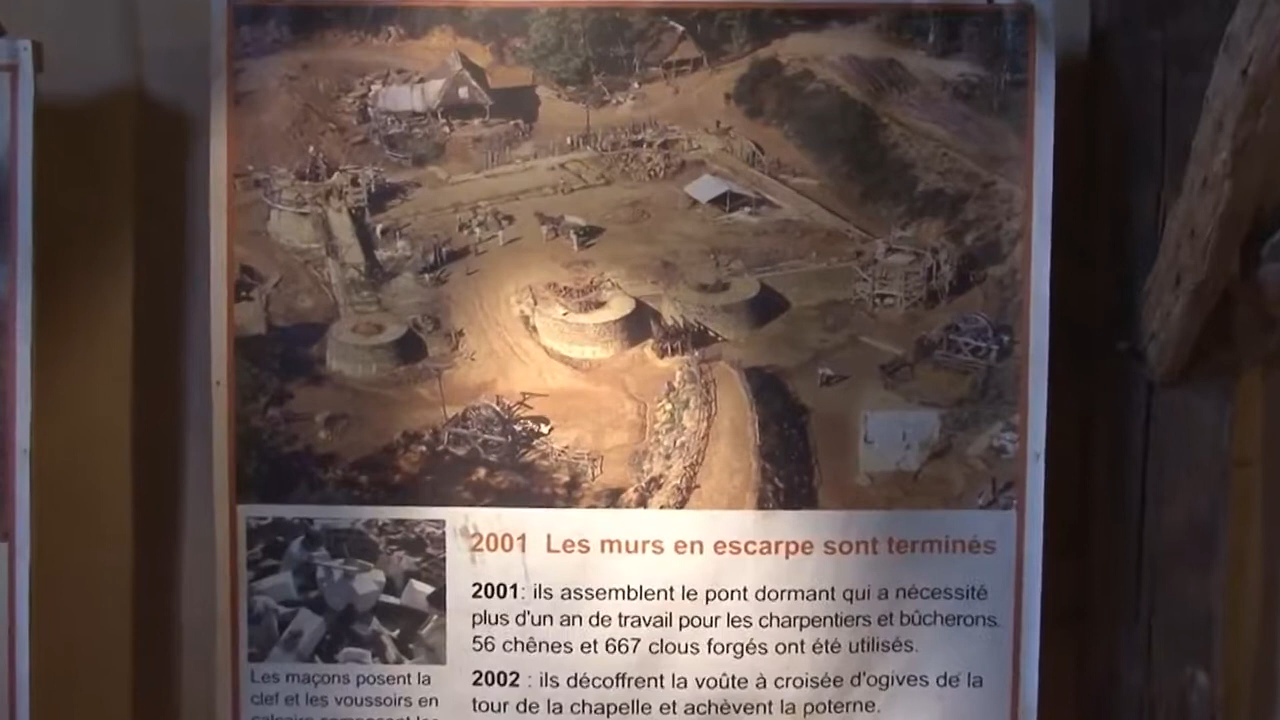 2001 Les murs en escarpe sont terminés
2001: ils assemblent le pont dormant qui a nécessité
plus d'un an de travail pour les charpentiers et bûcherons.
56 chênes et 667 clous forgés ont été utilisés.
2002 : ils décoffrent la voûte à croisée d'ogives de la
tour de la chapelle et achèvent la poterne.
Les maçons posent la
clef et les voussoirs en